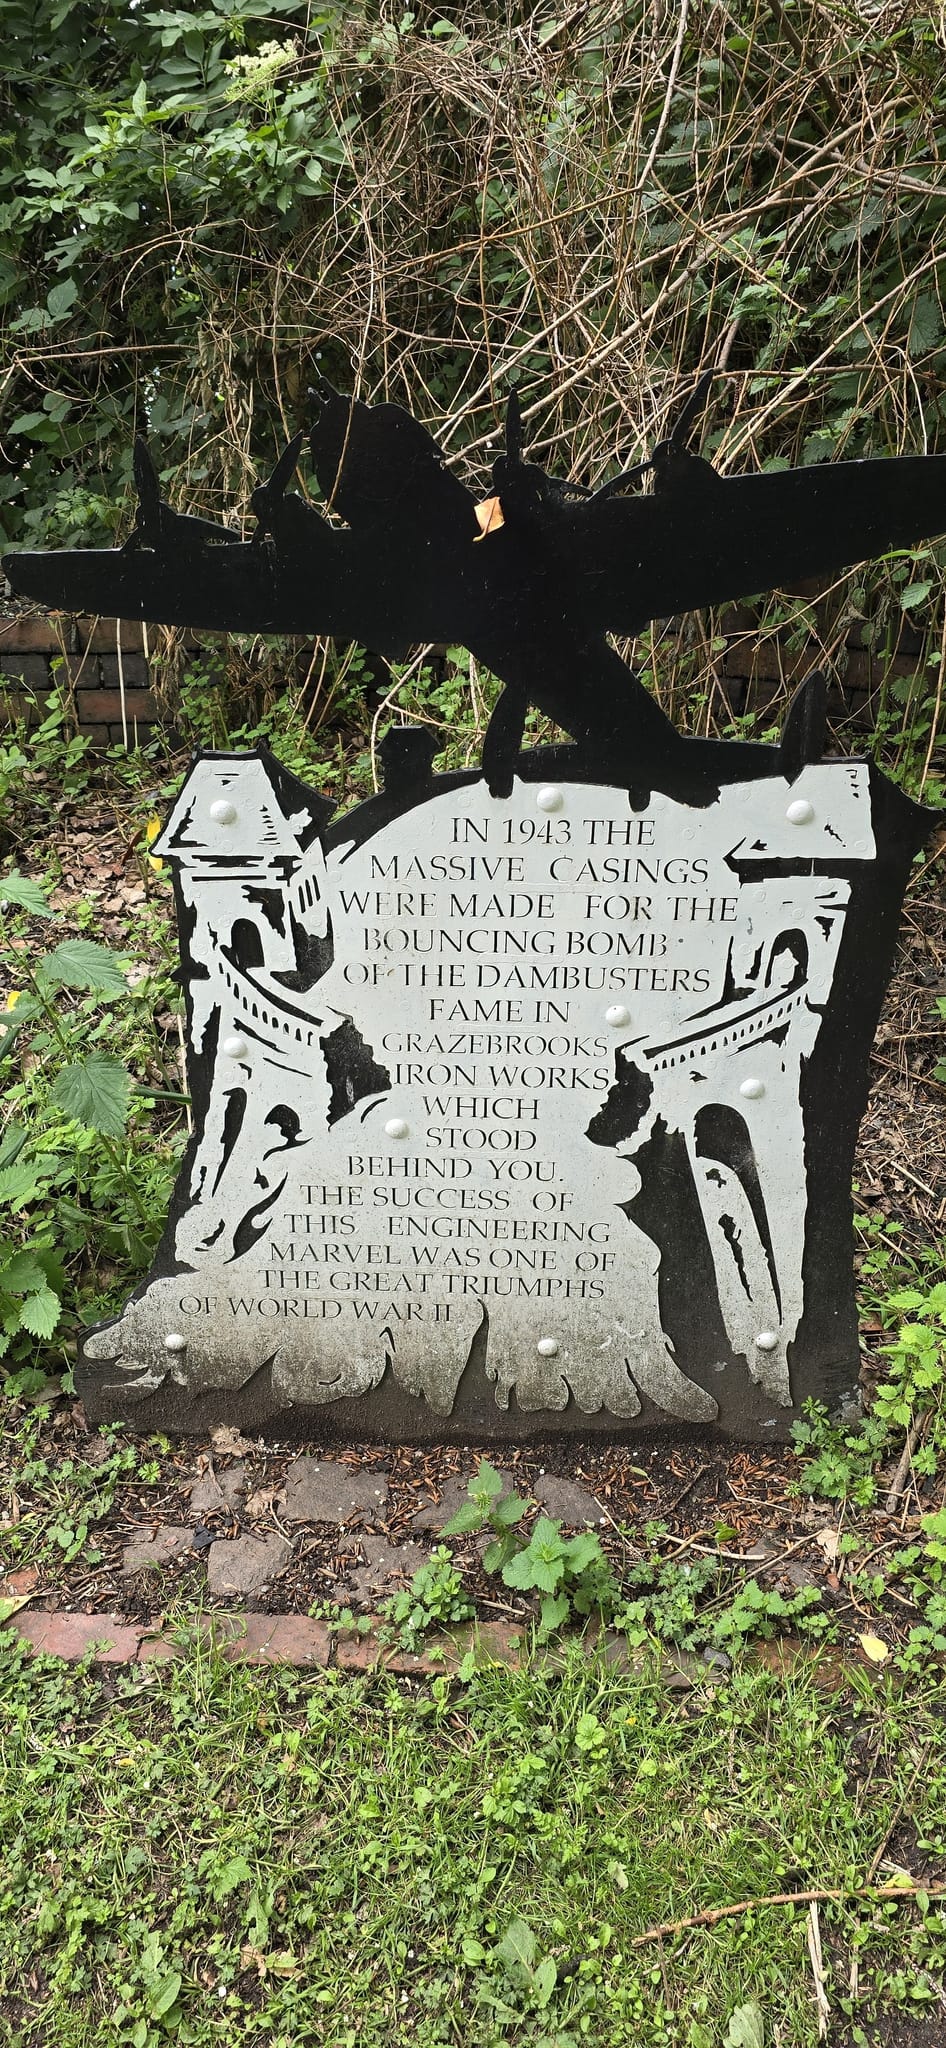 IN 1943 THE
MASSIVE CASINGS
WERE MADE FOR THE
BOUNCING BOMB
OF THE DAMBUSTERS
FAME IN
GRAZEBROOKS
IRON WORKS
WHICH
STOOD
BEHIND YOU.
THE SUCCESS OF
THIS ENGINEERING
MARVEL WAS ONE OF
THE GREAT TRIUMPHS
OF WORLD WAR II